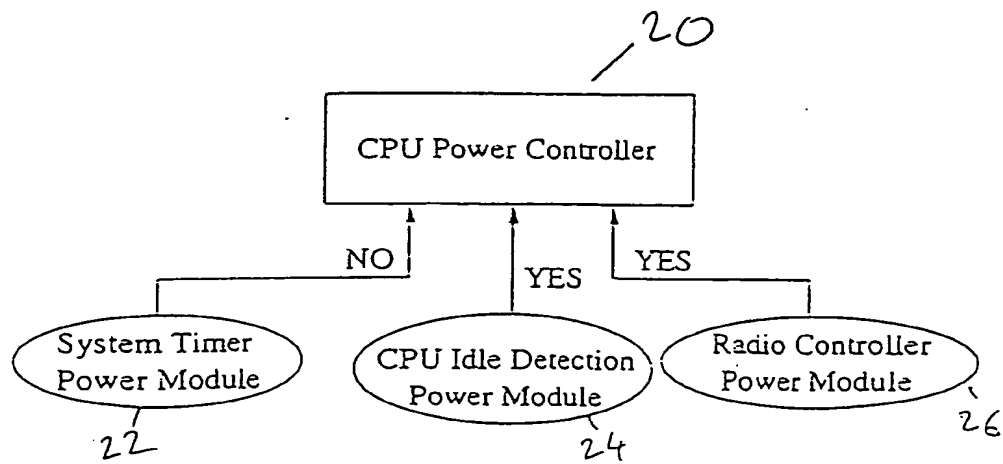 20
CPU Power Controller
NO
YES
YES
System Timer
Power Module
CPU Idle Detection
Power Module
Radio Controller
Power Module
22
24
26